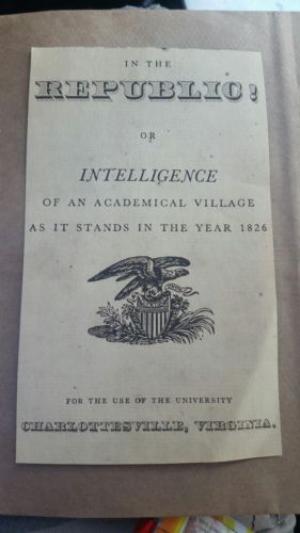 IN THE
REPUBLIC!
OR
INTELLIGENCE
OF AN ACADEMICAL VILLAGE
AS IT STANDS IN THE YEAR 1826
FOR THE USE OF THE UNIVERSITY
CHARLOTTESVILLE, VIRGINIA.